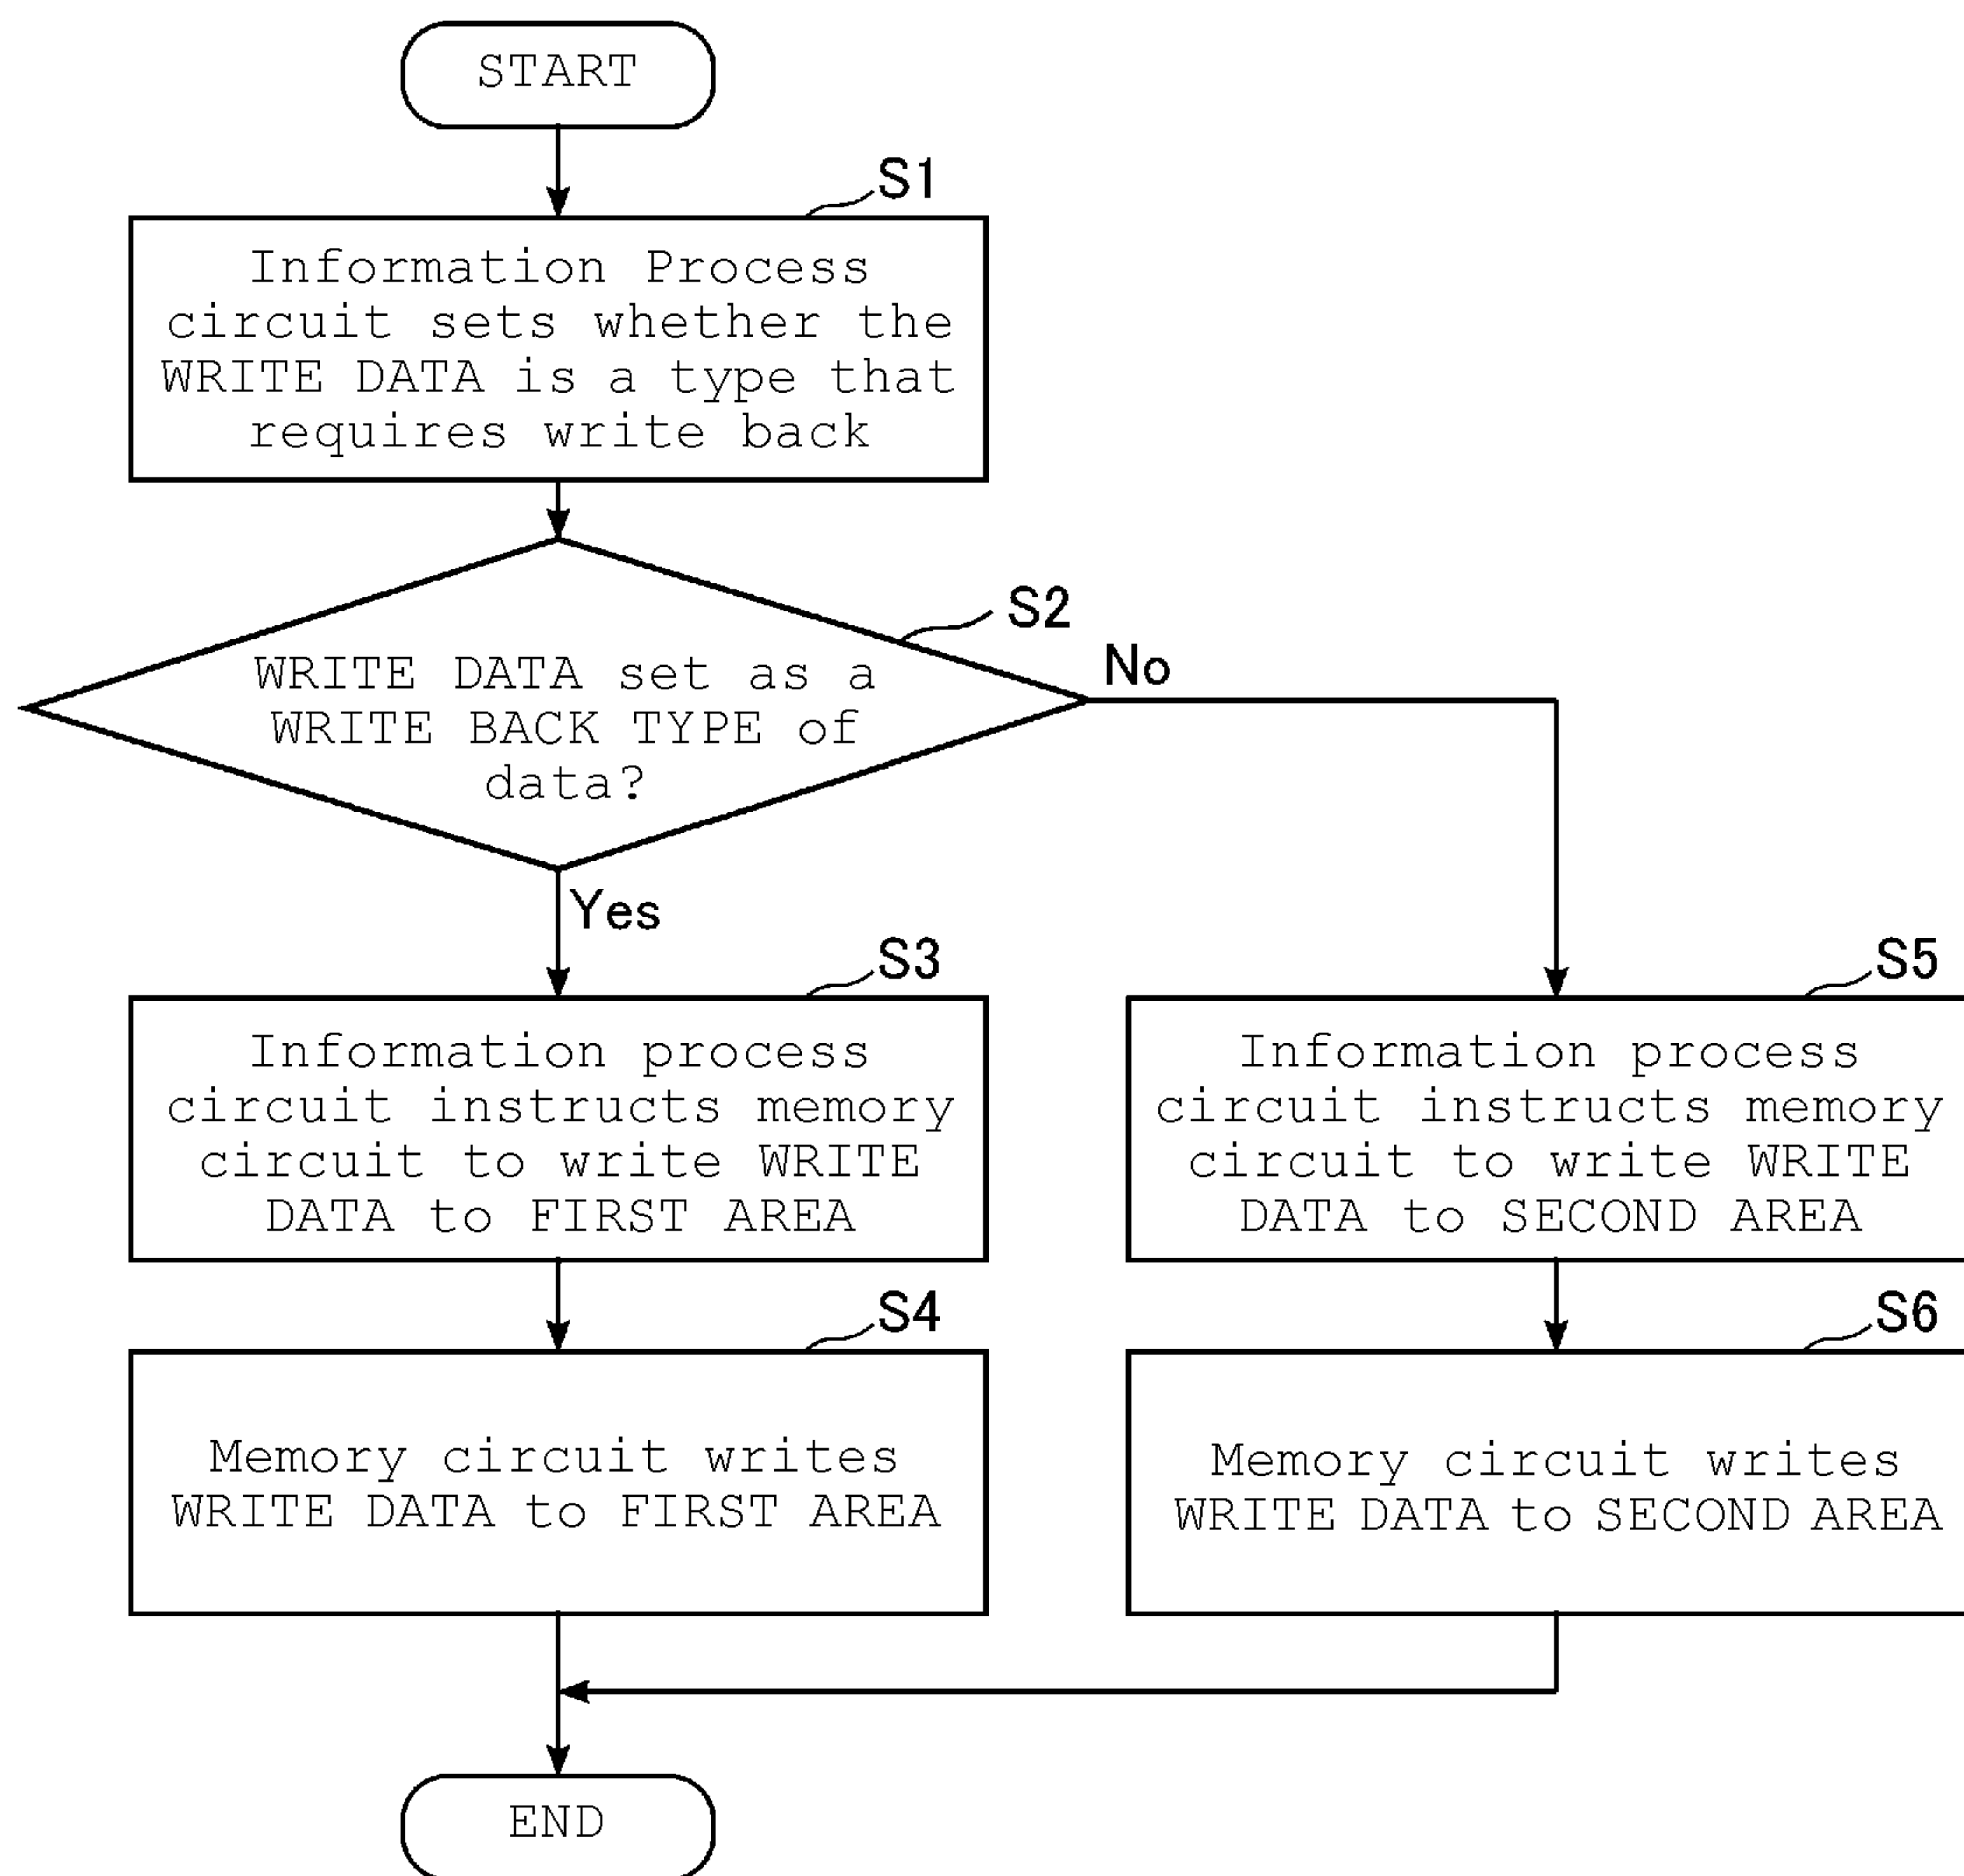 START
S1
Information Process
circuit sets whether the
WRITE DATA is a type that
requires write back
S2
WRITE DATA set as a
WRITE BACK TYPE of
data?
No
Yes
S3
Information process
circuit instructs memory
circuit to write WRITE
DATA to FIRST AREA
S5
Information process
circuit instructs memory
circuit to write WRITE
DATA to SECOND AREA
S4
Memory circuit writes
WRITE DATA to FIRST AREA
S6
Memory circuit writes
WRITE DATA to SECOND AREA
END